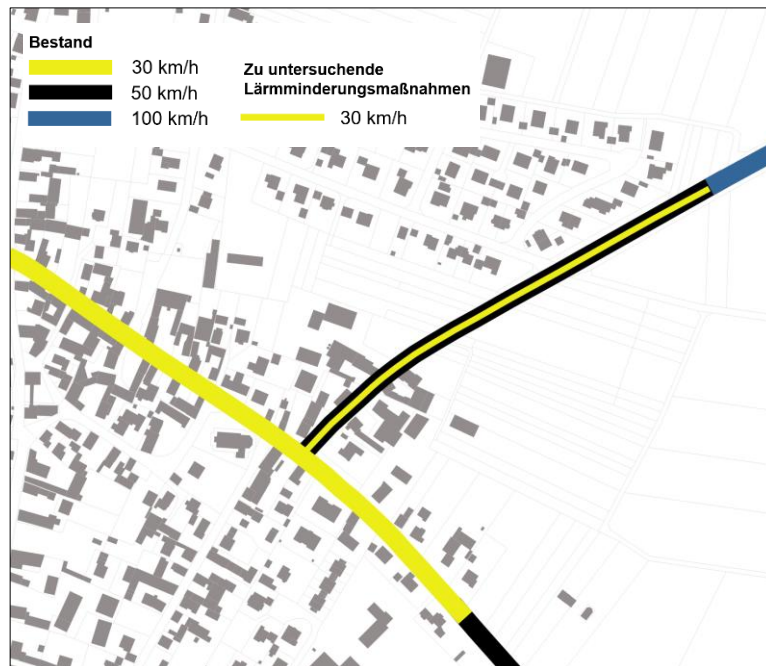 Bestand
30 km/h
50 km/h
100 km/h
Zu untersuchende
Lärmminderungsmaßnahmen
30 km/h